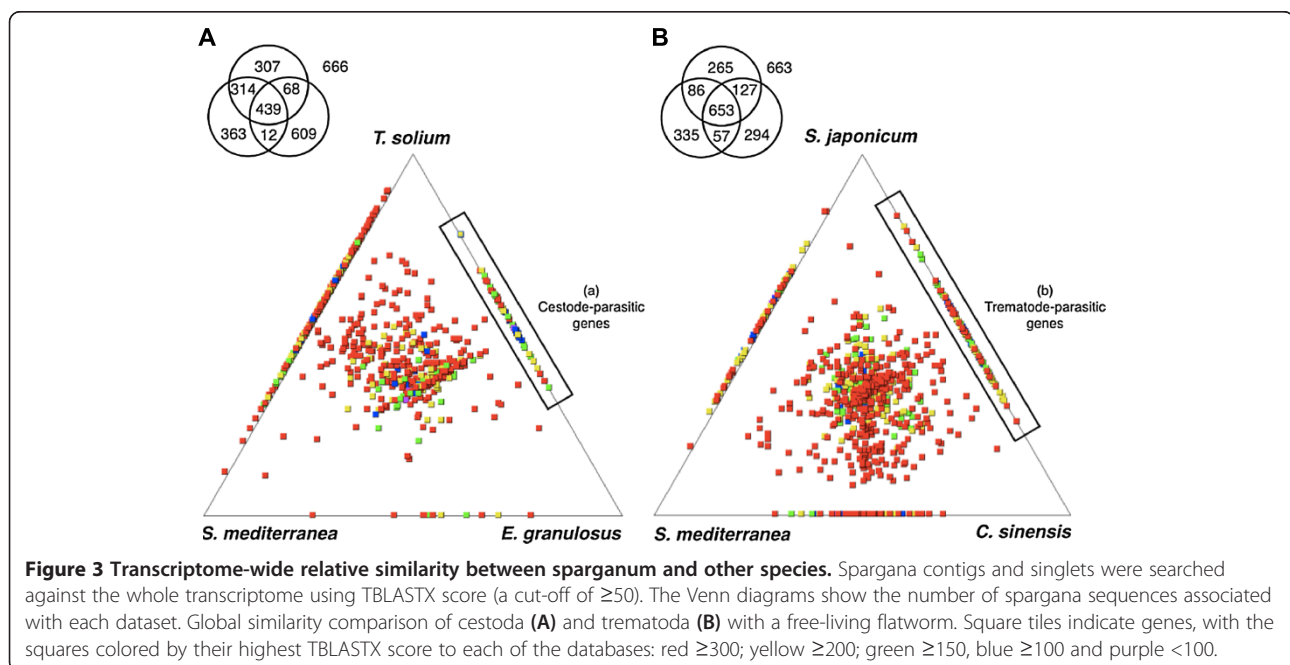 A
B
307
666
314
68
439
363
12
609
265
663
86
127
653
335
57
294
T. solium
S. japonicum
(a)
Cestode-parasitic
genes
(b)
Trematode-parasitic
genes
S. mediterranea
E. granulosus
S. mediterranea
C. sinensis
Figure 3 Transcriptome-wide relative similarity between sparganum and other species. Spargana contigs and singlets were searched
against the whole transcriptome using TBLASTX score (a cut-off of ≥50). The Venn diagrams show the number of spargana sequences associated
with each dataset. Global similarity comparison of cestoda (A) and trematoda (B) with a free-living flatworm. Square tiles indicate genes, with the
squares colored by their highest TBLASTX score to each of the databases: red ≥300; yellow ≥200; green ≥150, blue ≥100 and purple <100.